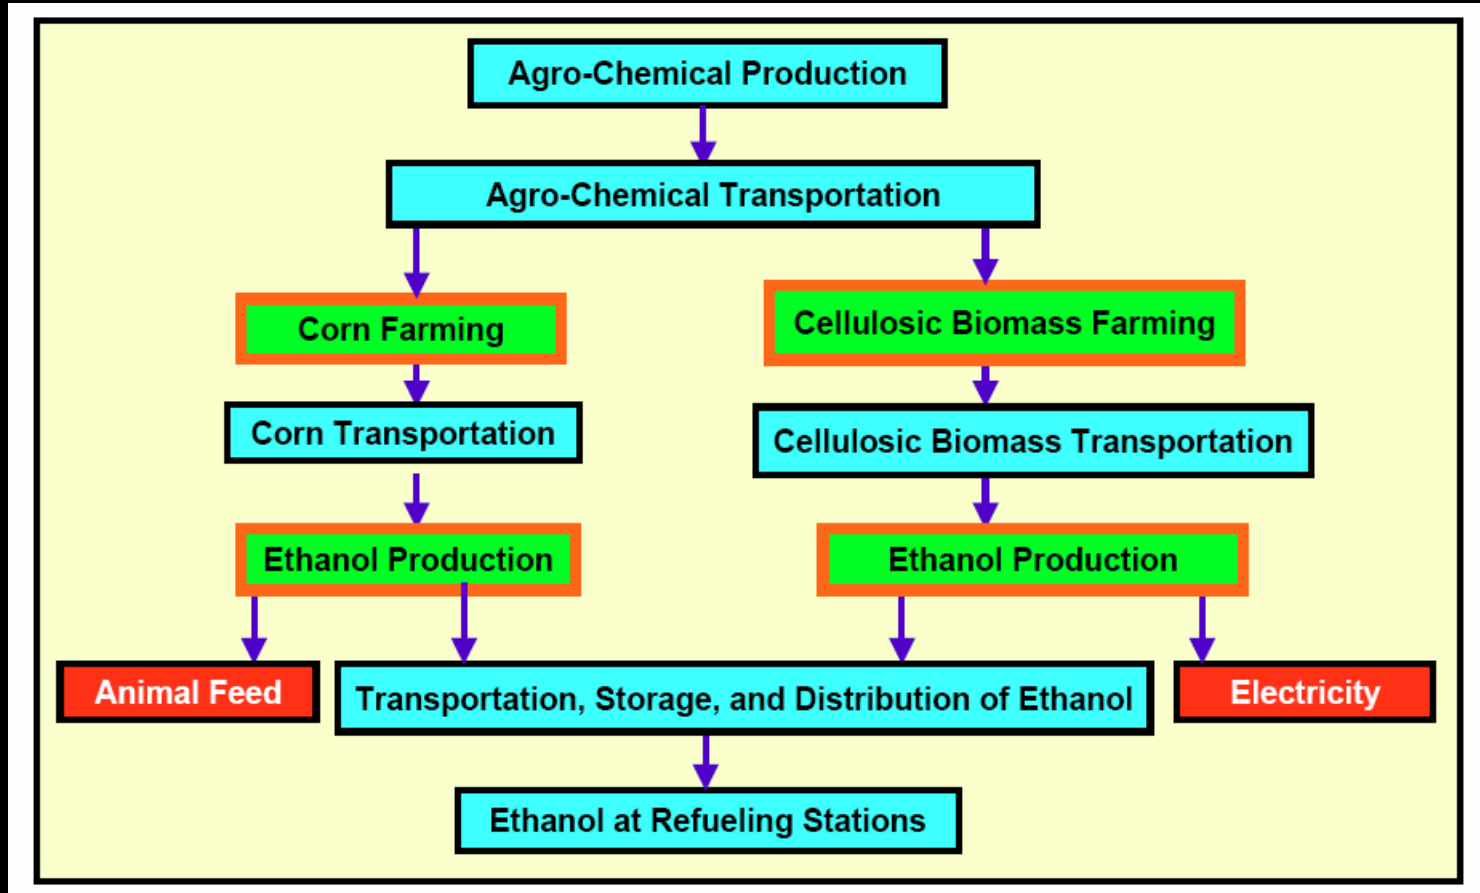 Agro-Chemical Production
Agro-Chemical Transportation
Corn Farming
Cellulosic Biomass Farming
Corn Transportation
Cellulosic Biomass Transportation
Ethanol Production
Ethanol Production
Animal Feed
Transportation, Storage, and Distribution of Ethanol
Electricity
Ethanol at Refueling Stations